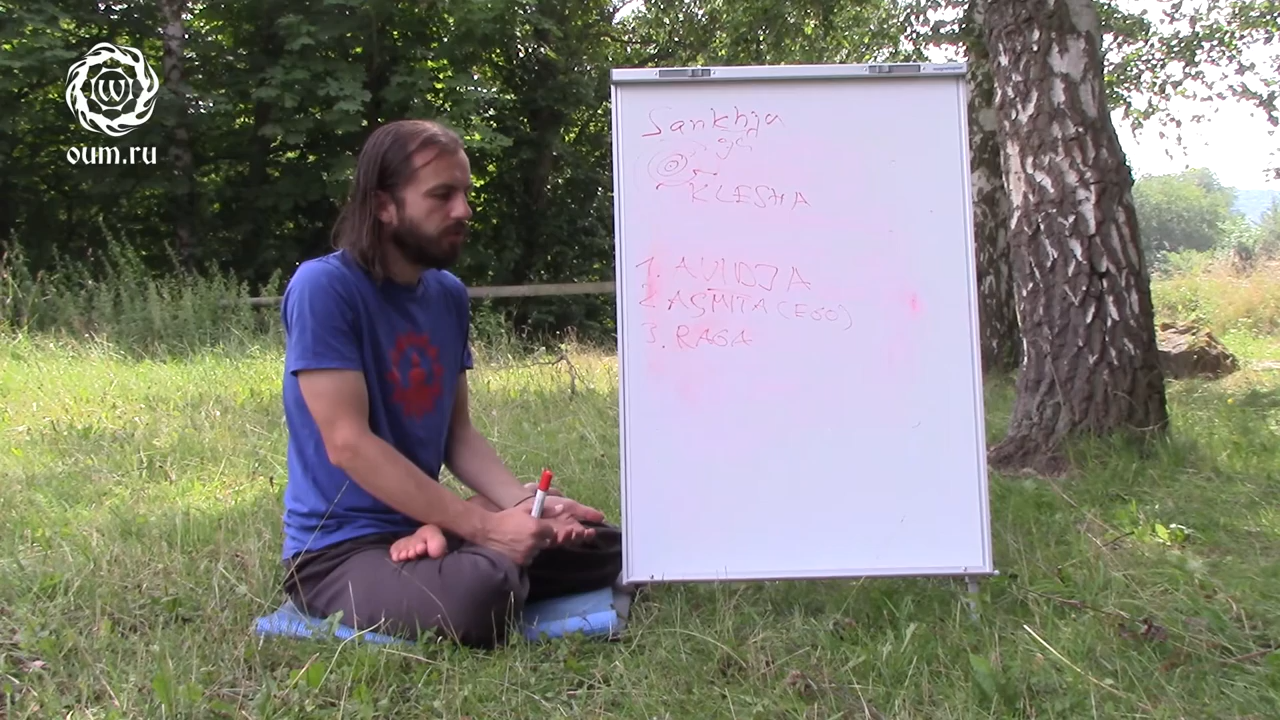 oum.ru
Sankhja
KLESHA
1. AVIDJA
2 ASMITA (EGO)
3. RAGA